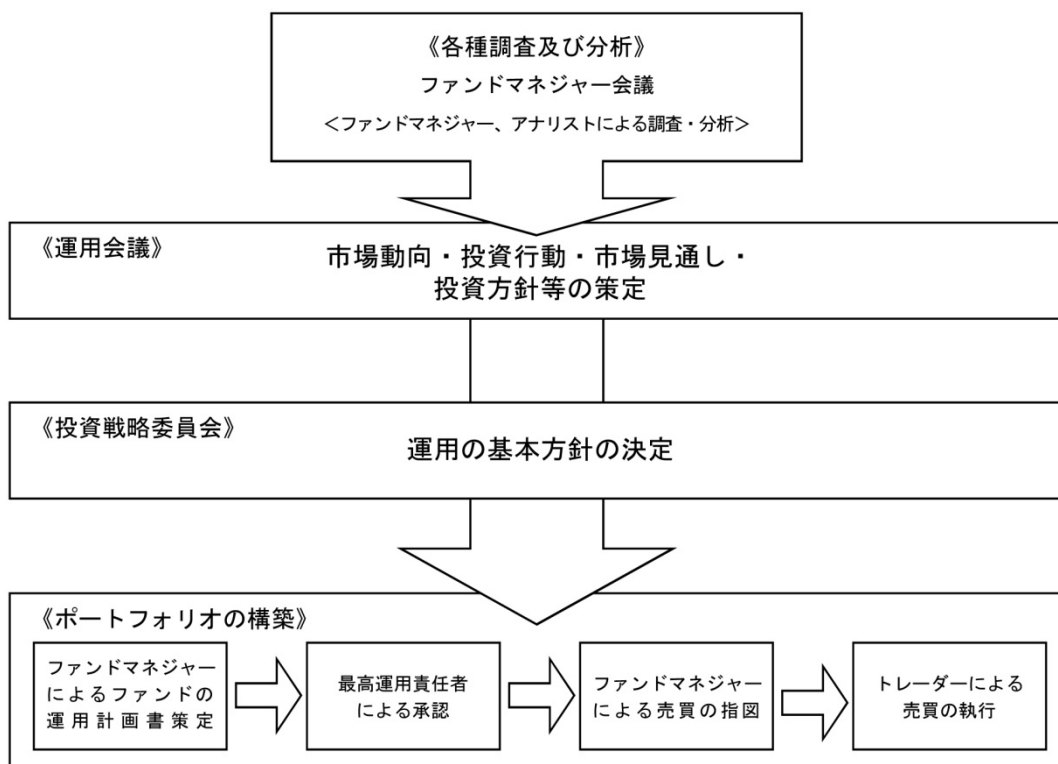 《各種調査及び分析》
ファンドマネジャー会議
＜ファンドマネジャー、アナリストによる調査・分析＞
《運用会議》
市場動向・投資行動・市場見通し・
投資方針等の策定
《投資戦略委員会》
運用の基本方針の決定
《ポートフォリオの構築》
ファンドマネジャー
によるファンドの
運用計画書策定
最高運用責任者
による承認
ファンドマネジャー
による売買の指図
トレーダーによる
売買の執行